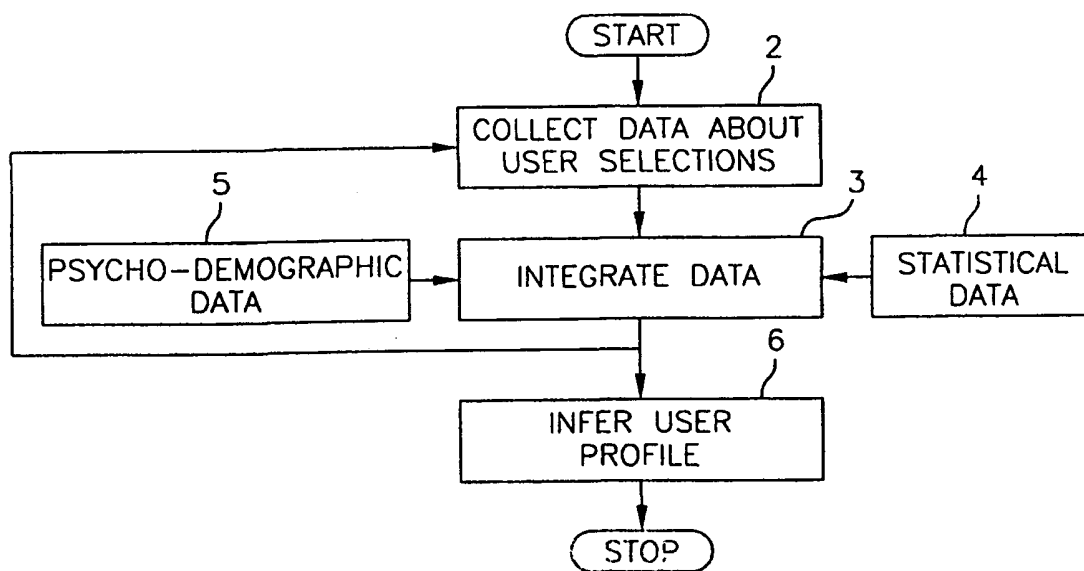 START
2
COLLECT DATA ABOUT
USER SELECTIONS
5
3
4
PSYCHO-DEMOGRAPHIC
DATA
INTEGRATE DATA
STATISTICAL
DATA
6
INFER USER
PROFILE
STOP